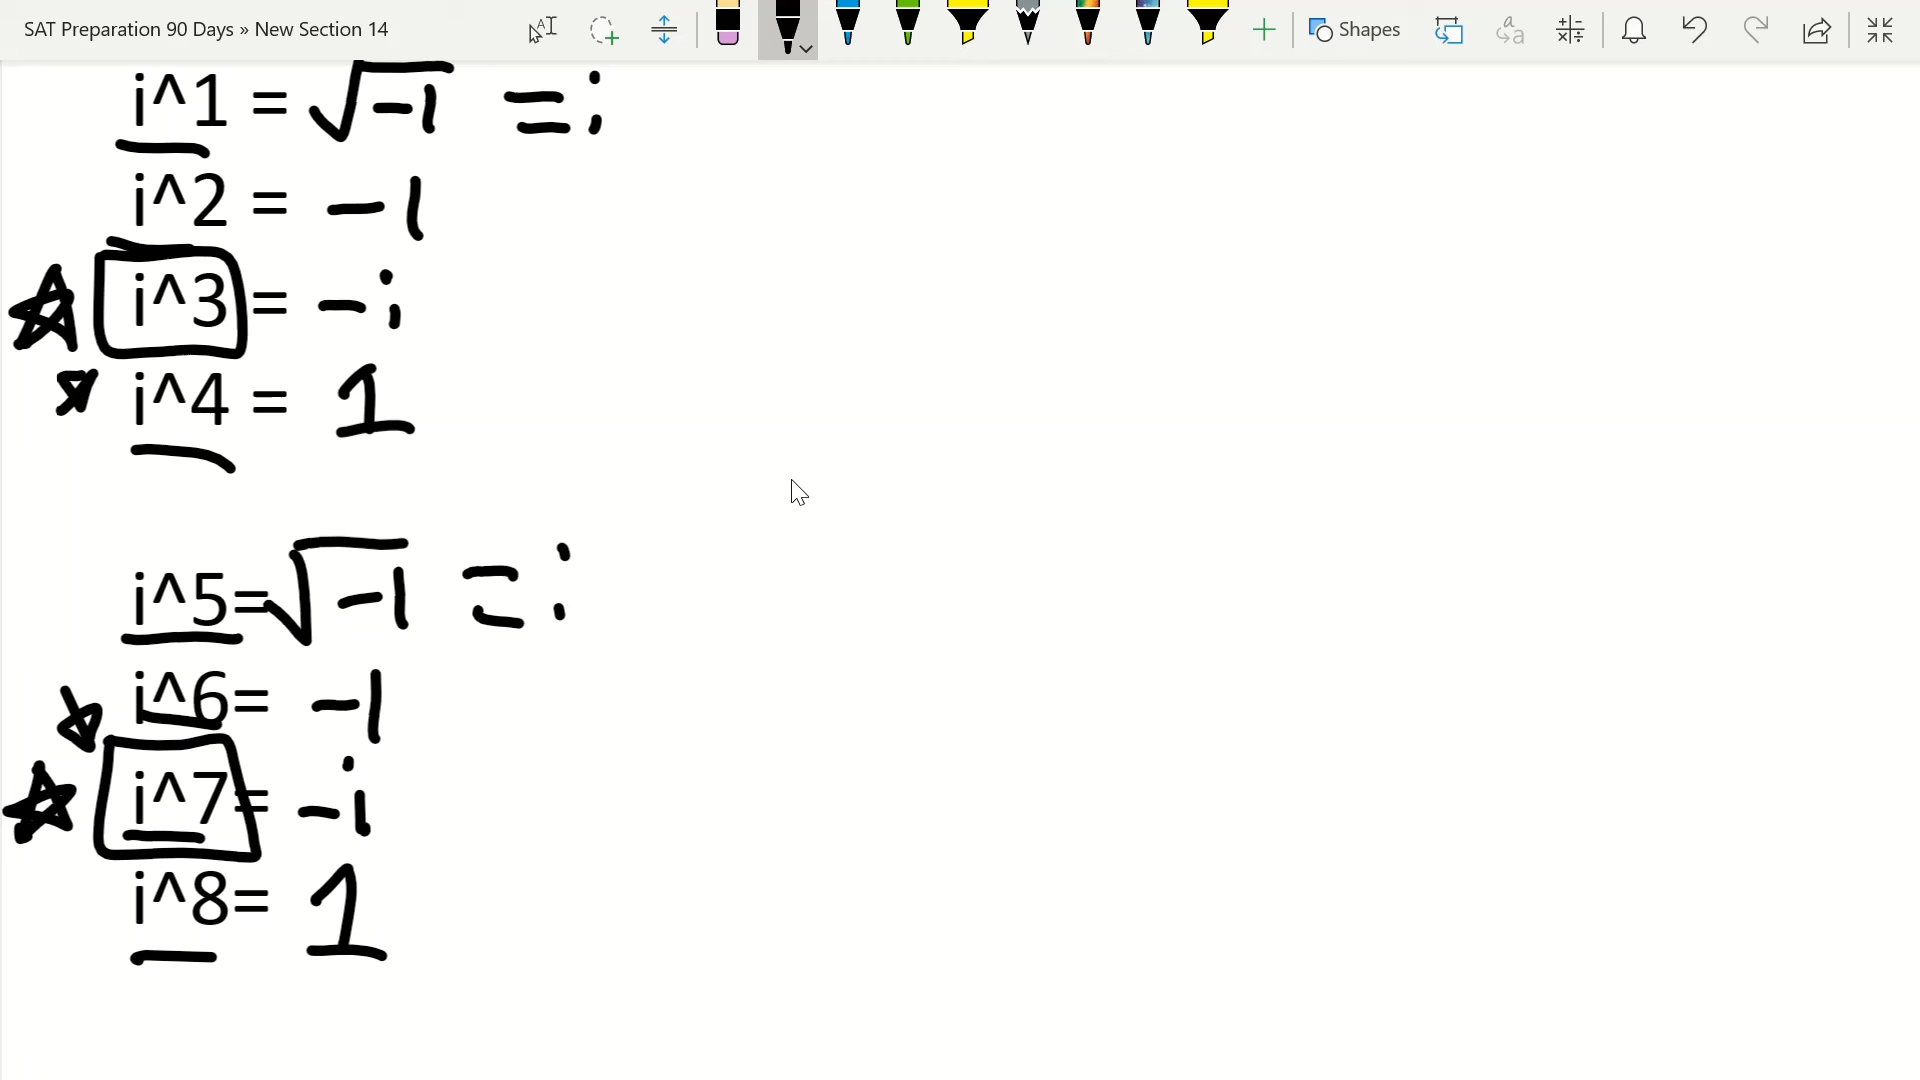 SAT Preparation 90 Days » New Section 14
Shapes
i^1 = √-1 = i
i^2 = -1
i^3 = -i
i^4 = 1
i^5= √-1 = i
i^6= -1
i^7= -i
i^8= 1